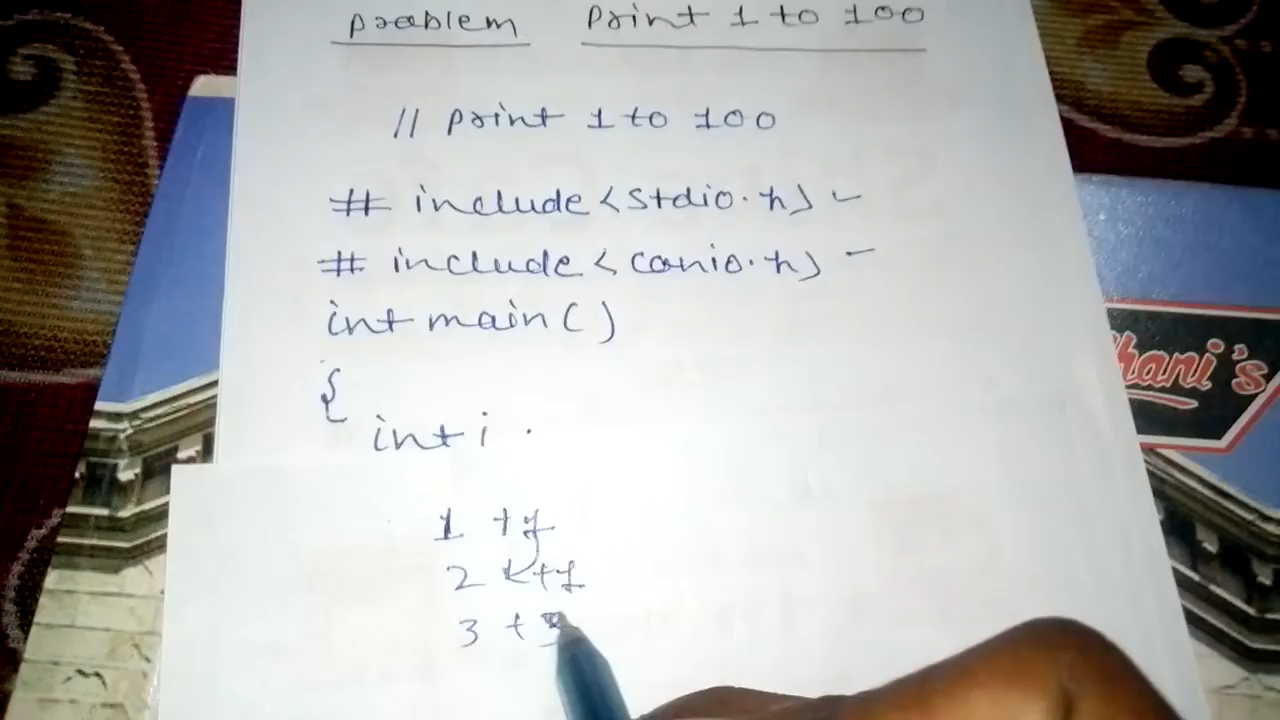 problem print 1 to 100
// print 1 to 100
# include <stdio.h>
# include <conio.h>
int main()
{
int i
1 +1
2 +1
3 +
hani's